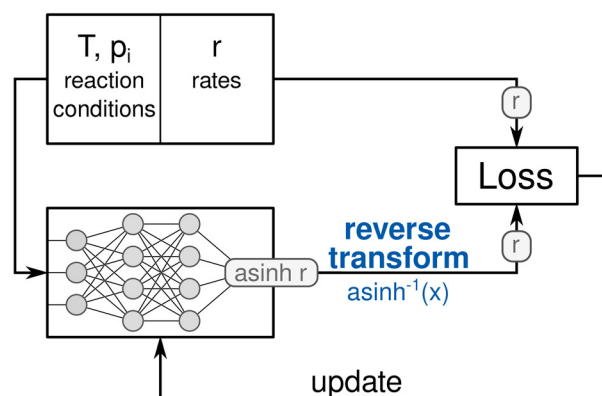 T, pᵢ
reaction
conditions
r
rates
r
Loss
reverse
transform
asinh⁻¹(x)
r
asinh r
update